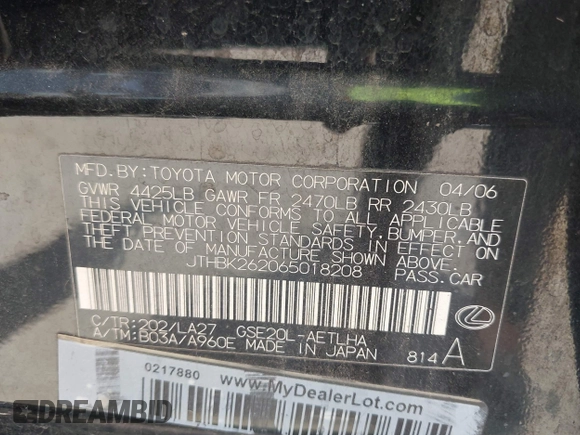 MFD.BY:TOYOTA MOTOR CORPORATION 04/06
GVWR 4425LB GAWR FR 2470LB RR 2430LB
THIS VEHICLE CONFORMS TO ALL APPLICABLE
FEDERAL MOTOR VEHICLE SAFETY,BUMPER,AND
THEFT PREVENTION STANDARDS IN EFFECT ON
THE DATE OF MANUFACTURE SHOWN ABOVE.
JTHBK262065018208 PASS.CAR
C/TR:202/LA27 GSE20L-AETLHA
A/TM:B03A/A960E MADE IN JAPAN 814A
0217880 www.MyDealerLot.com
DREAMBID